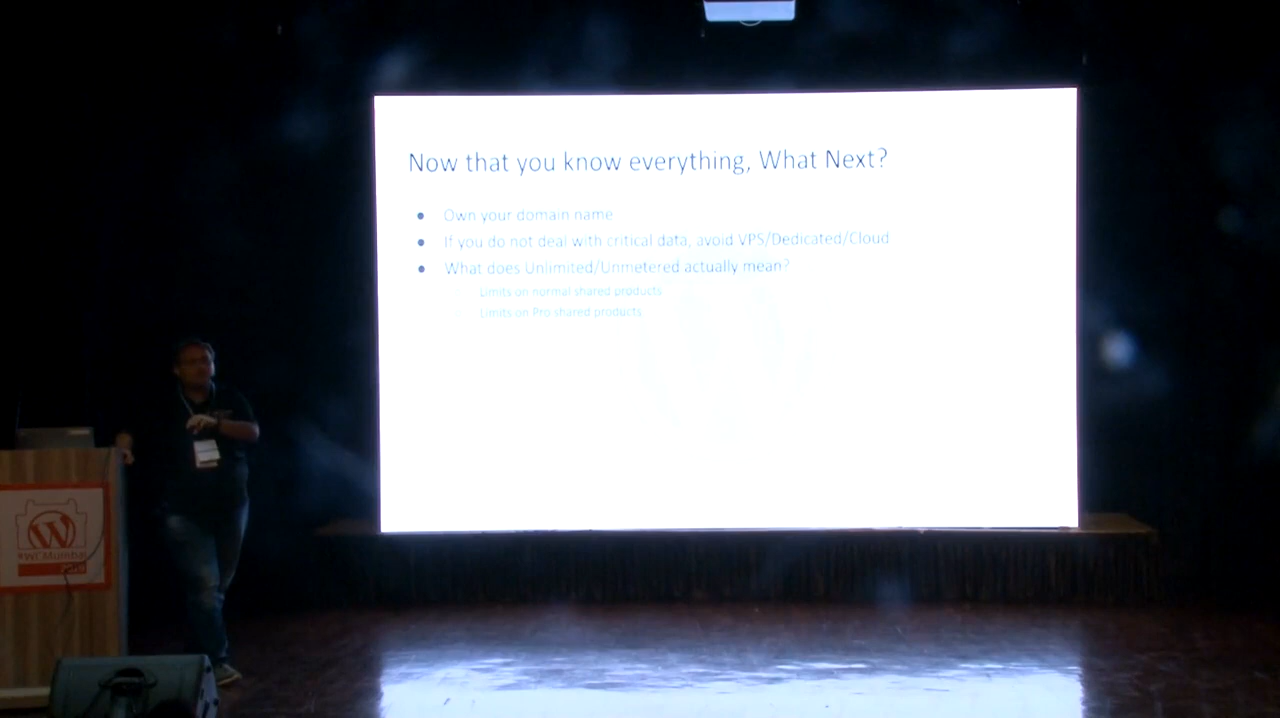 Now that you know everything, What Next?
Own your domain name
If you do not deal with critical data, avoid VPS/Dedicated/Cloud
What does Unlimited/Unmetered actually mean?
Limits on normal shared products
Limits on Pro shared products
#WCMumbai